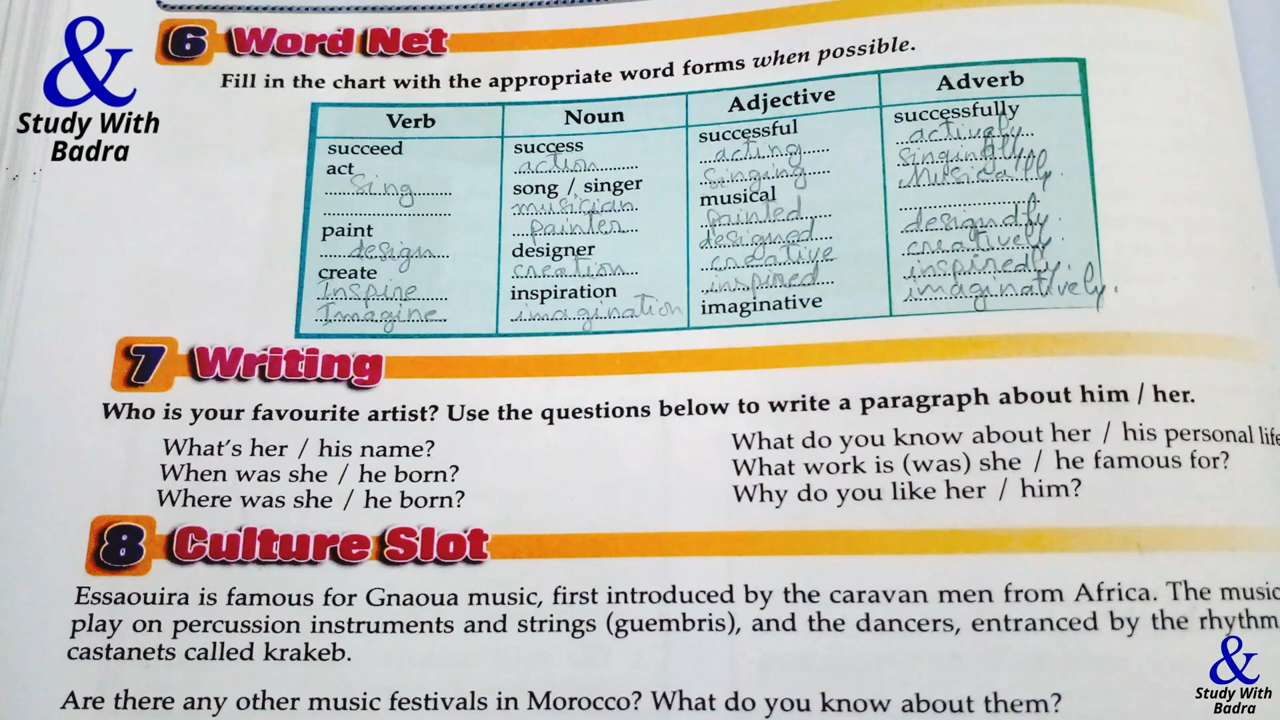 &
Study With
Badra
6 Word Net
Fill in the chart with the appropriate word forms when possible.
Verb Noun Adjective Adverb
succeed success successful successfully
act action acting actively
Sing song / singer Singing
musician musical Musically
paint painter painted
design designer designed designdly
create creation creative creatively
Inspire inspiration inspired inspiredly
Imagine imagination imaginative imaginatively
7 Writing
Who is your favourite artist? Use the questions below to write a paragraph about him / her.
What's her / his name?
When was she / he born?
Where was she / he born?
What do you know about her / his personal life
What work is (was) she / he famous for?
Why do you like her / him?
8 Culture Slot
Essaouira is famous for Gnaoua music, first introduced by the caravan men from Africa. The music
play on percussion instruments and strings (guembris), and the dancers, entranced by the rhythm
castanets called krakeb.
Are there any other music festivals in Morocco? What do you know about them?
&
Study With
Badra